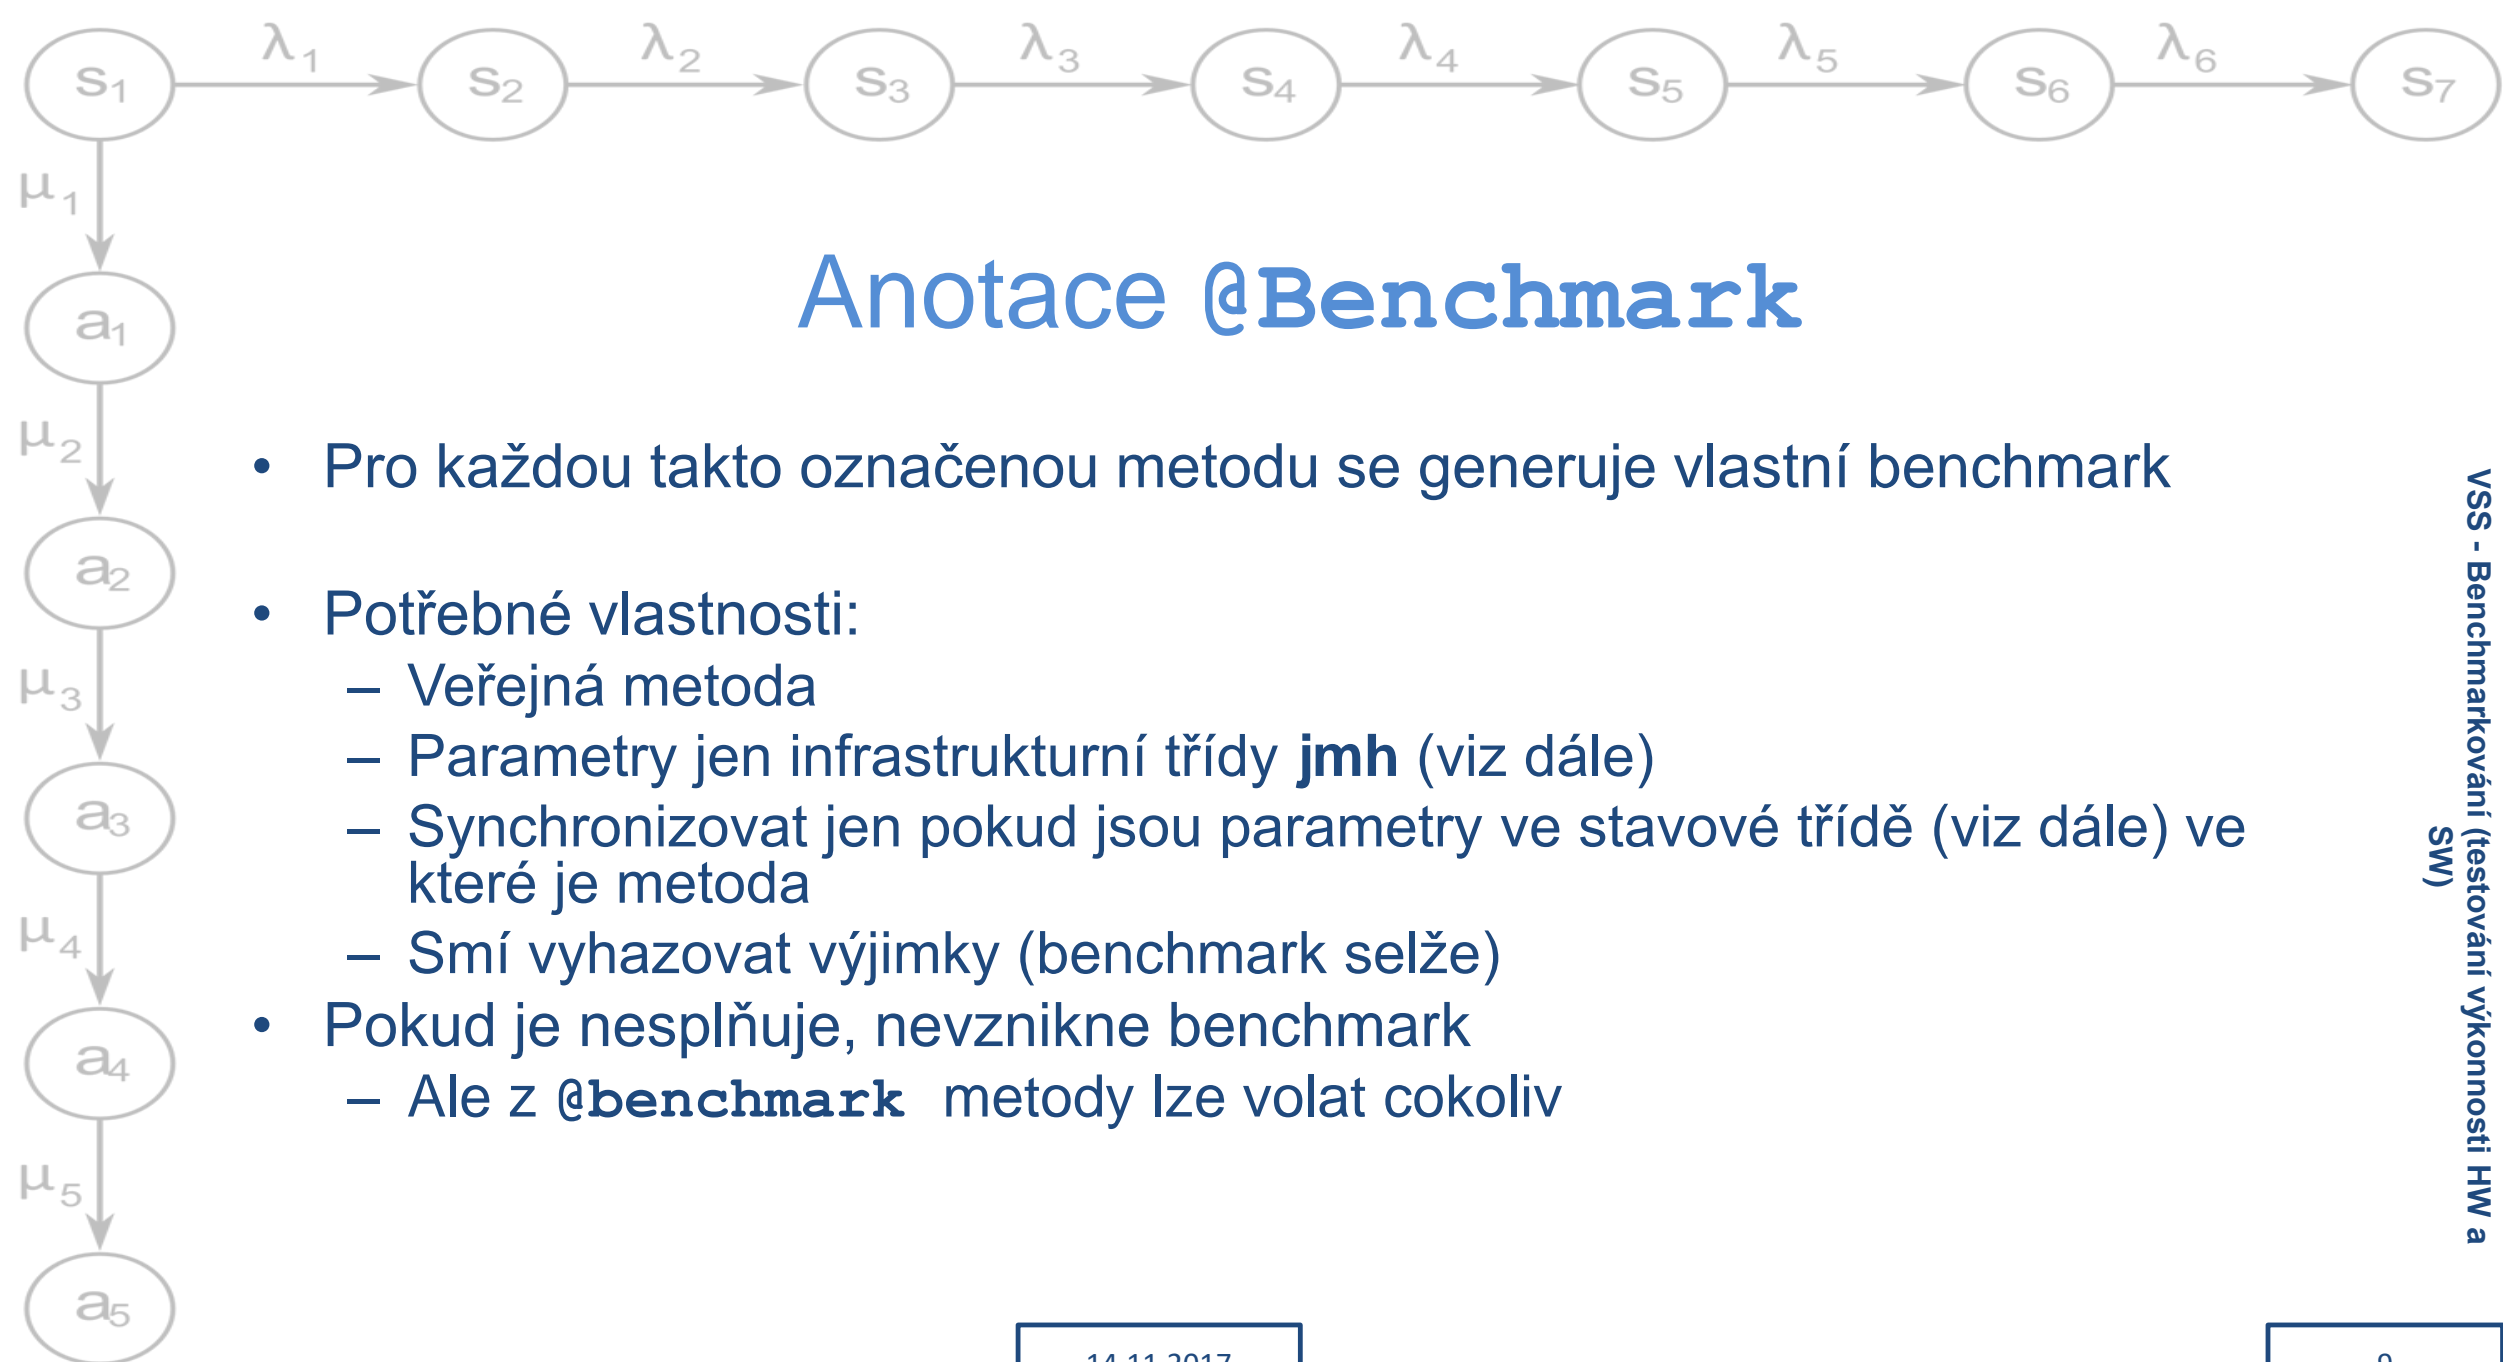 s1 λ1 s2 λ2 s3 λ3 s4 λ4 s5 λ5 s6 λ6 s7
μ1
a1
μ2
a2
μ3
a3
μ4
a4
μ5
a5
Anotace @Benchmark
• Pro každou takto označenou metodu se generuje vlastní benchmark
• Potřebné vlastnosti:
– Veřejná metoda
– Parametry jen infrastrukturní třídy jmh (viz dále)
– Synchronizovat jen pokud jsou parametry ve stavové třídě (viz dále) ve
které je metoda
– Smí vyhazovat výjimky (benchmark selže)
• Pokud je nesplňuje, nevznikne benchmark
– Ale z @benchmark metody lze volat cokoliv
VSS - Benchmarkování (testování výkonnosti HW a
SW)
14.11.2017
9